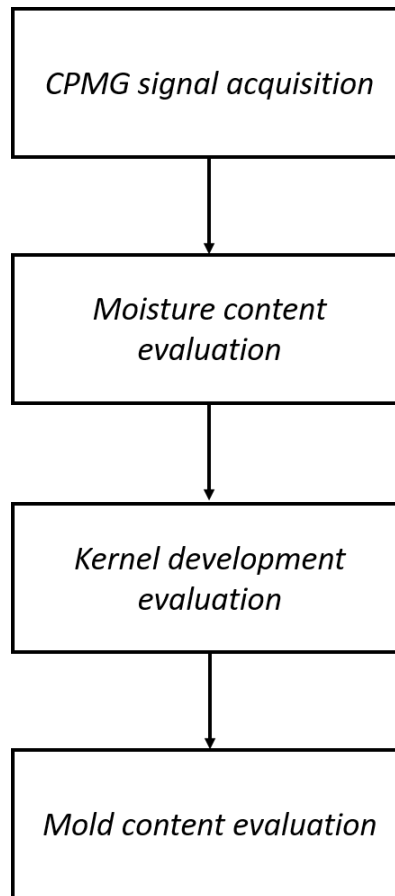 CPMG signal acquisition
Moisture content
evaluation
Kernel development
evaluation
Mold content evaluation